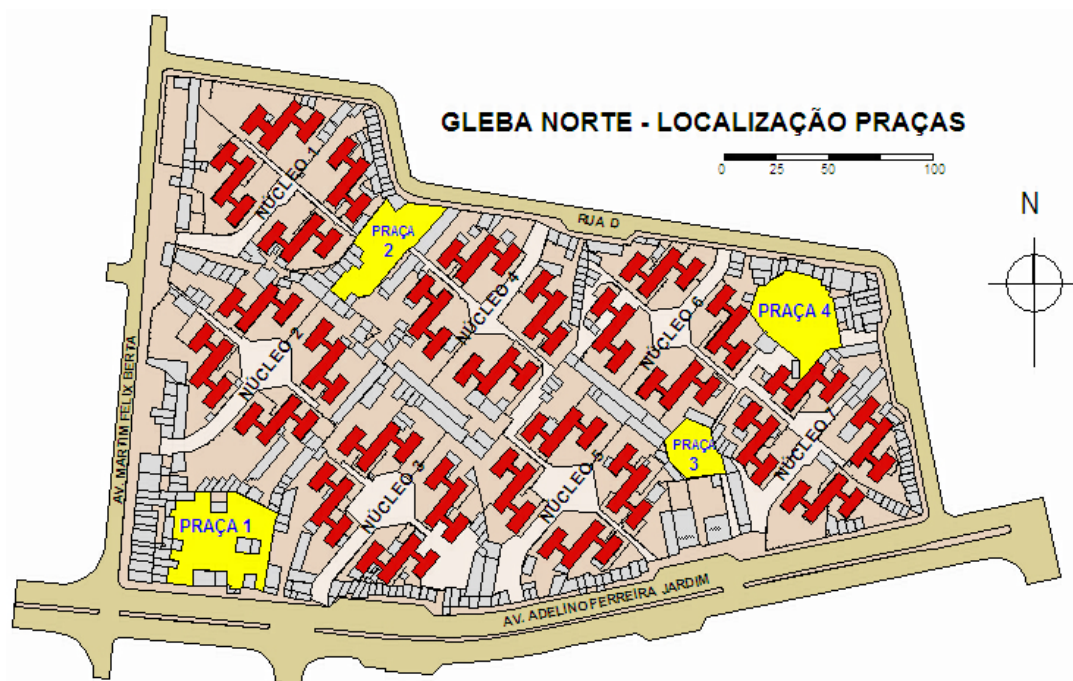 GLEBA NORTE - LOCALIZAÇÃO PRAÇAS
0 25 50 100
N
RUA D
NÚCLEO 1
PRAÇA
2
NÚCLEO 4
NÚCLEO 6
PRAÇA 4
NÚCLEO 2
AV. MARTIM FELIX BERTA
PRAÇA
3
NÚCLEO 7
NÚCLEO 3
NÚCLEO 5
PRAÇA 1
AV. ADELINO FERREIRA JARDIM